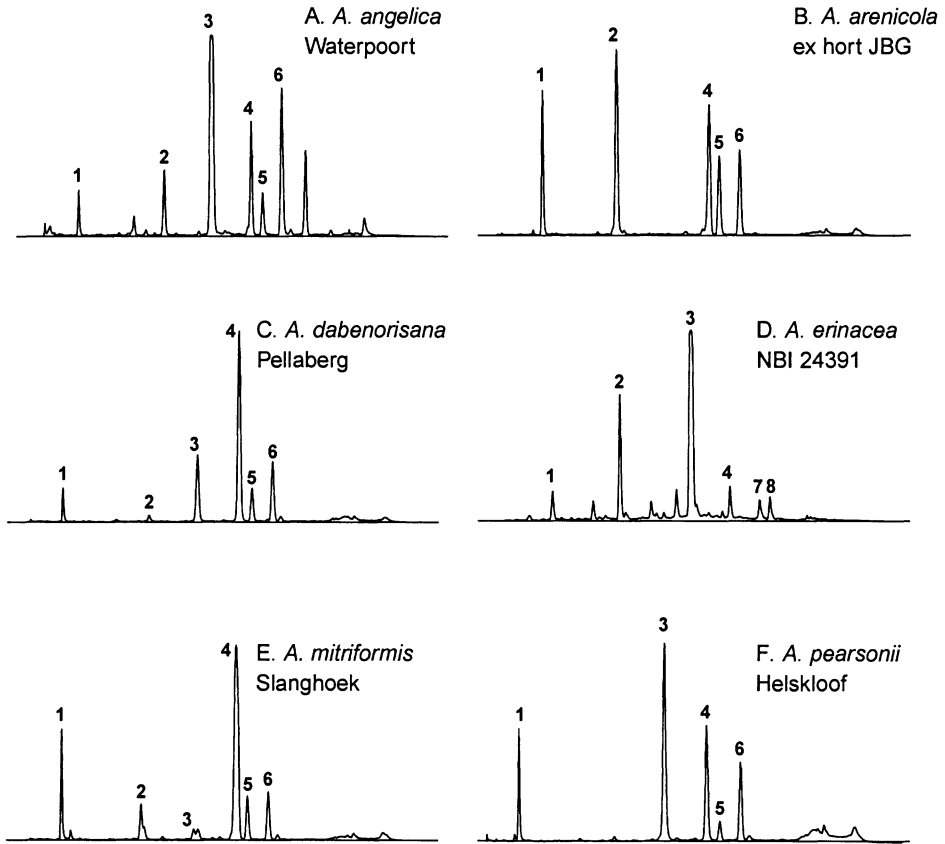 A. A. angelica
Waterpoort
1
2
3
4
5
6
B. A. arenicola
ex hort JBG
1
2
4
5
6
C. A. dabenorisana
Pellaberg
1
2
3
4
5
6
D. A. erinacea
NBI 24391
1
2
3
4
7
8
E. A. mitriformis
Slanghoek
1
2
3
4
5
6
F. A. pearsonii
Helskloof
1
3
4
5
6